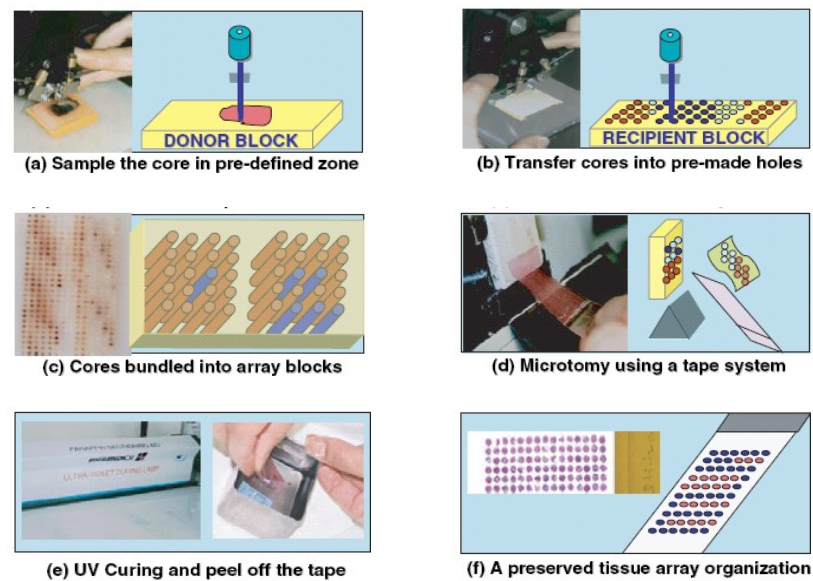 DONOR BLOCK
RECIPIENT BLOCK
(a) Sample the core in pre-defined zone
(b) Transfer cores into pre-made holes
(c) Cores bundled into array blocks
(d) Microtomy using a tape system
ULTRA-VIOLET CURING LAMP
(e) UV Curing and peel off the tape
(f) A preserved tissue array organization